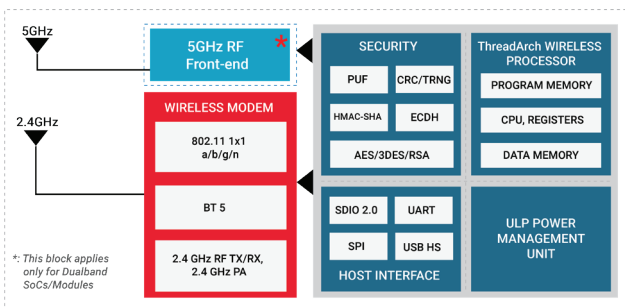 5GHz
5GHz RF
Front-end
*
2.4GHz
WIRELESS MODEM
802.11 1x1
a/b/g/n
BT 5
2.4 GHz RF TX/RX,
2.4 GHz PA
*: This block applies
only for Dualband
SoCs/Modules
SECURITY
PUF
CRC/TRNG
HMAC-SHA
ECDH
AES/3DES/RSA
ThreadArch WIRELESS
PROCESSOR
PROGRAM MEMORY
CPU, REGISTERS
DATA MEMORY
SDIO 2.0
UART
SPI
USB HS
HOST INTERFACE
ULP POWER
MANAGEMENT
UNIT